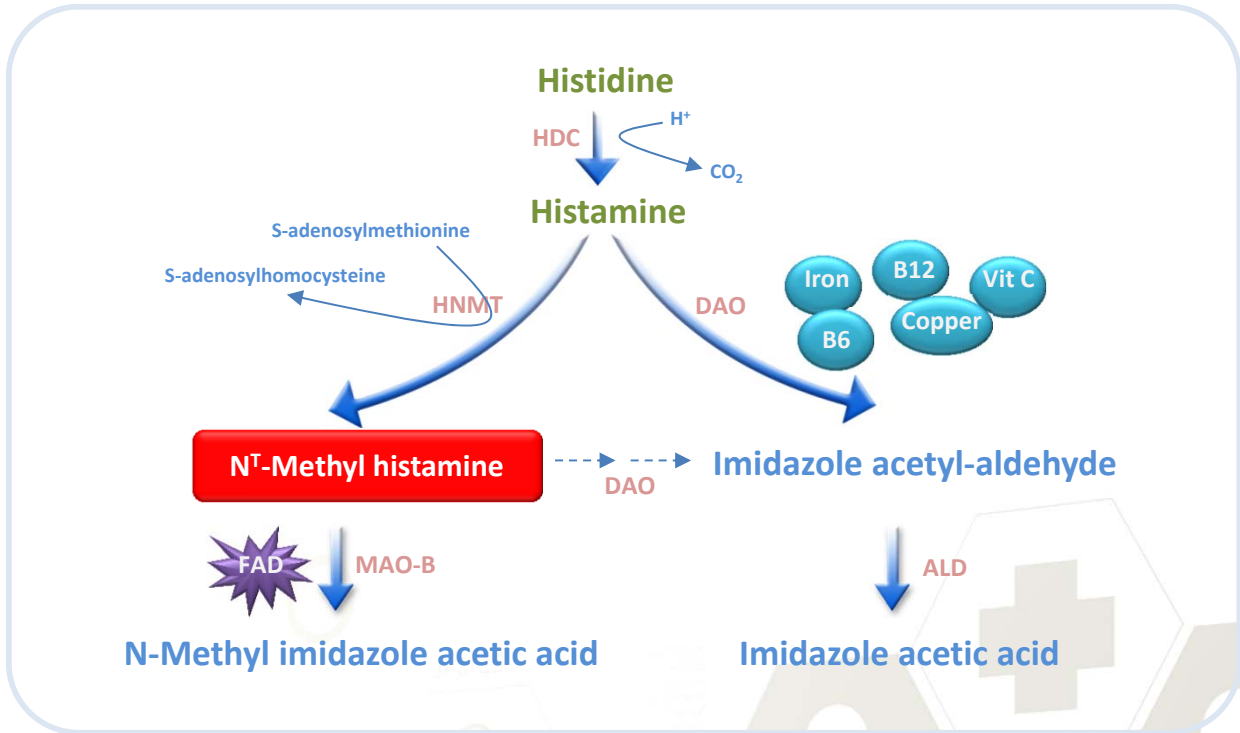 Histidine
HDC
H⁺
CO₂
Histamine
S-adenosylmethionine
S-adenosylhomocysteine
HNMT
DAO
Iron
B12
Vit C
B6
Copper
Nᵀ-Methyl histamine
DAO
Imidazole acetyl-aldehyde
FAD
MAO-B
ALD
N-Methyl imidazole acetic acid
Imidazole acetic acid